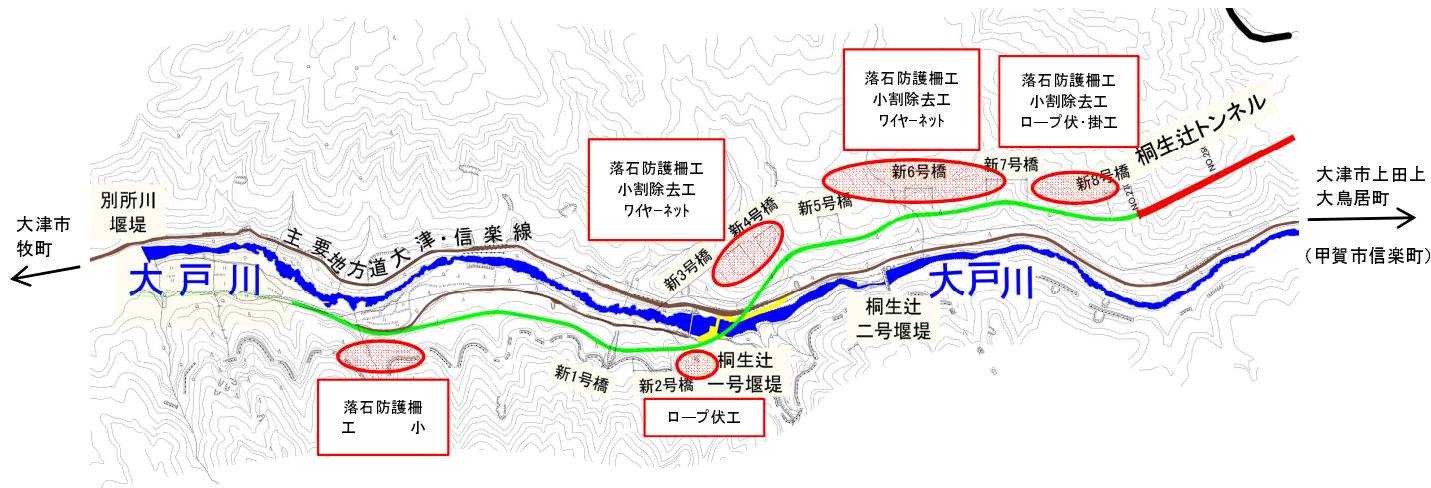 落石防護柵工
小割除去工
ワイヤーネット
落石防護柵工
小割除去工
ロープ伏・掛工
桐生辻トンネル
落石防護柵工
小割除去工
ワイヤーネット
新6号橋
新7号橋
新8号橋
大津市上田上
大鳥居町
(甲賀市信楽町)
別所川
堰堤
大津市
牧町
主要地方道大津・信楽線
新5号橋
新4号橋
新3号橋
大戸川
大戸川
桐生辻
二号堰堤
桐生辻
一号堰堤
新1号橋
新2号橋
落石防護柵
工 小
ロープ伏工